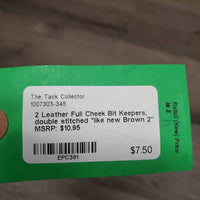 The Tack Collector
1007303-345
2 Leather Full Cheek Bit Keepers,
double stitched *like new Brown 2"
MSRP: $10.95
EPC391
$7.50
Retail (New) Price
is $